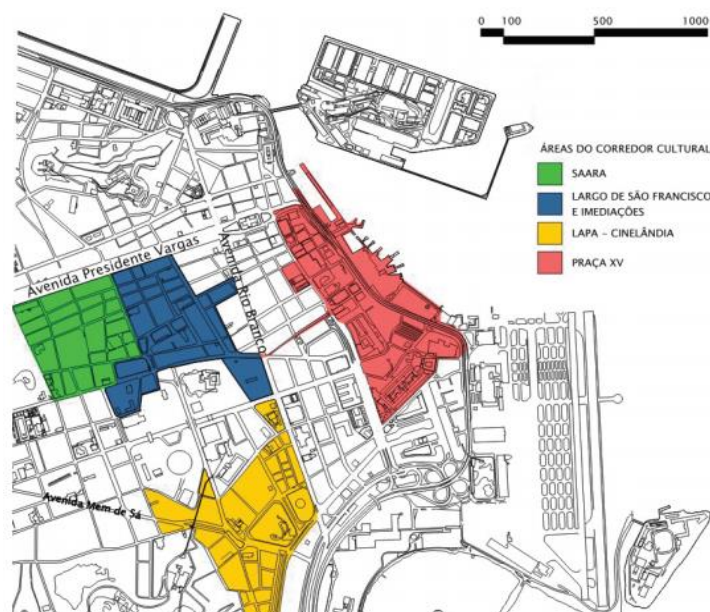 0 100 500 1000
ÁREAS DO CORREDOR CULTURAL
SAARA
LARGO DE SÃO FRANCISCO
E IMEDIAÇÕES
LAPA - CINELÂNDIA
PRAÇA XV
Avenida Presidente Vargas
Avenida Rio Branco
Avenida Mem de Sá